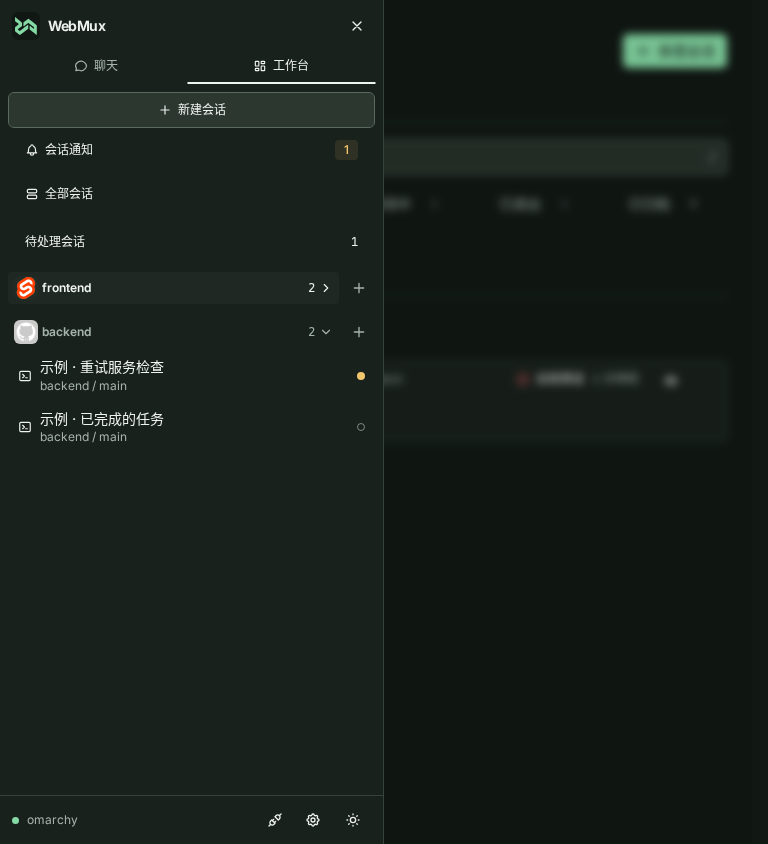 WebMux
聊天
工作台
新建会话
会话通知
1
全部会话
待处理会话
1
frontend
2
backend
2
示例 · 重试服务检查
backend / main
示例 · 已完成的任务
backend / main
omarchy